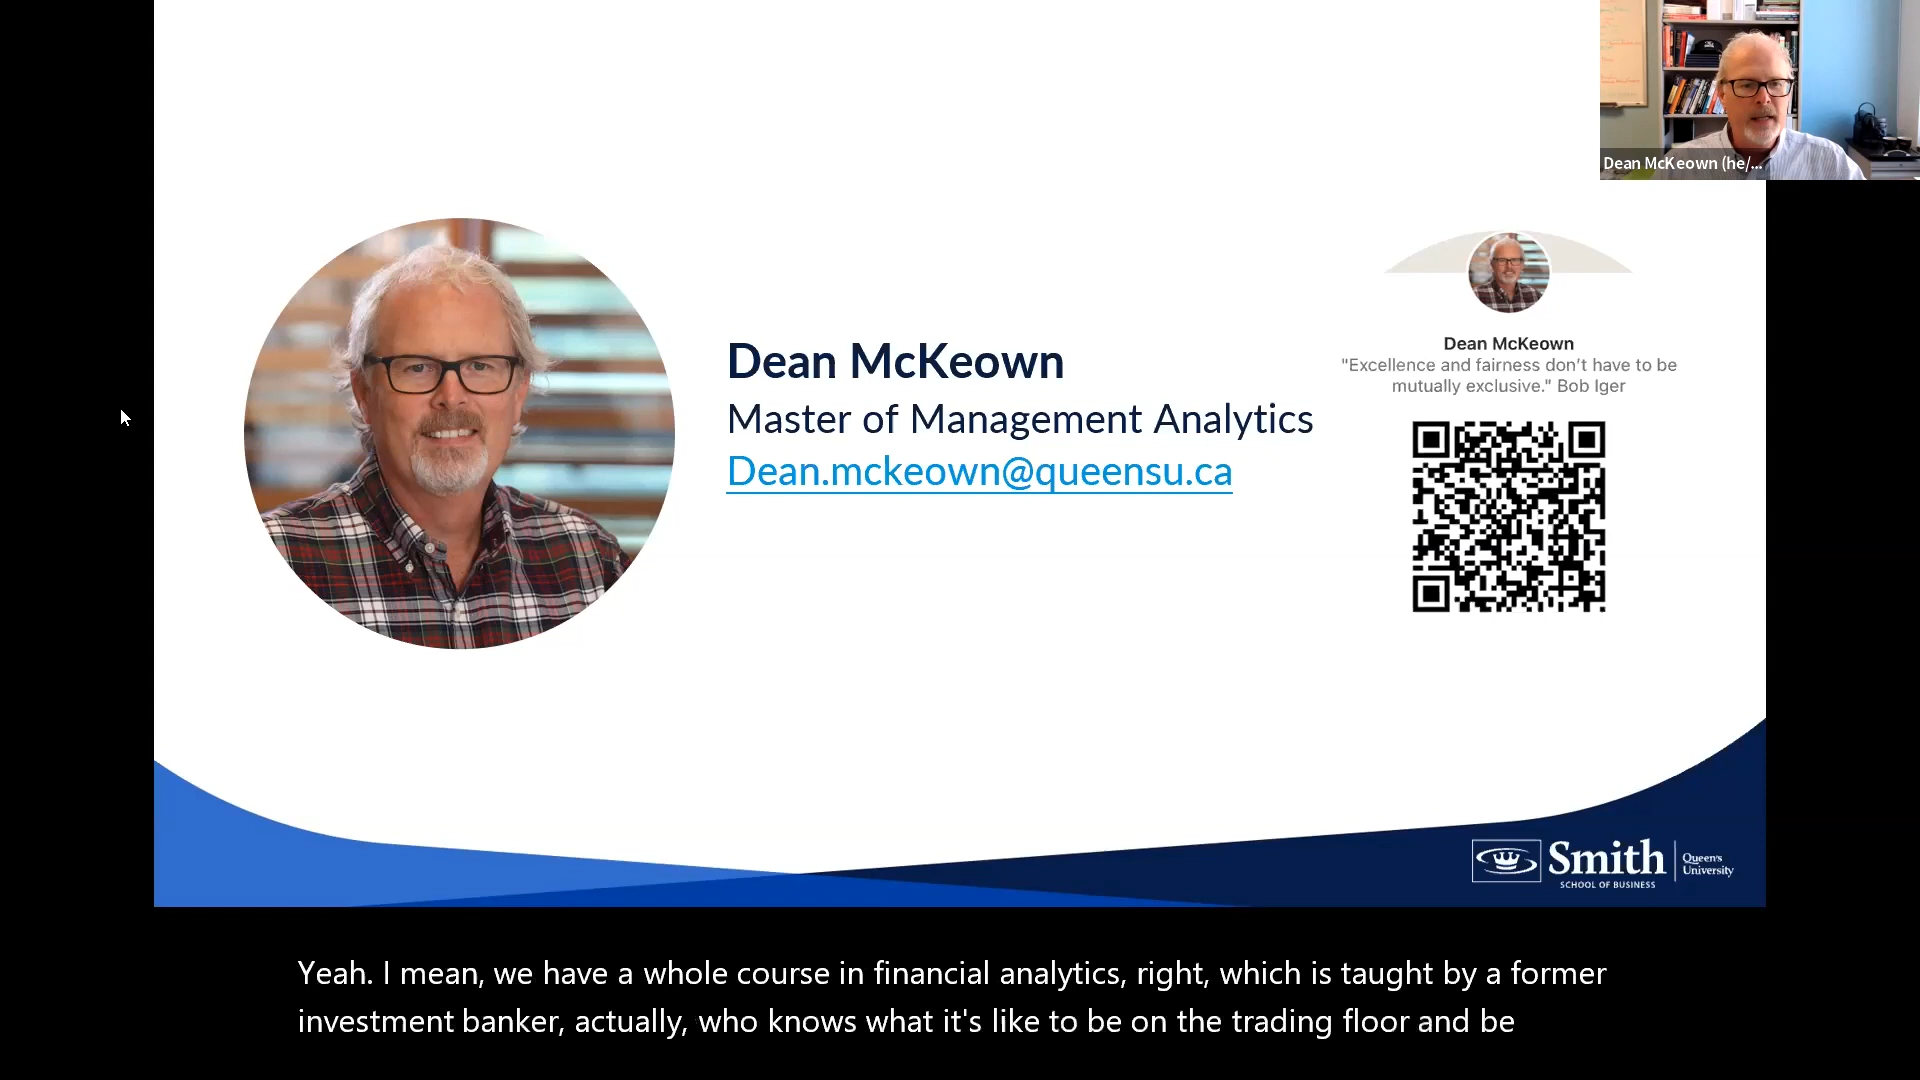 Dean McKeown (he/...
Dean McKeown
Master of Management Analytics
Dean.mckeown@queensu.ca
Dean McKeown
"Excellence and fairness don't have to be
mutually exclusive." Bob Iger
Smith
SCHOOL OF BUSINESS
Queen's
University
Yeah. I mean, we have a whole course in financial analytics, right, which is taught by a former
investment banker, actually, who knows what it's like to be on the trading floor and be